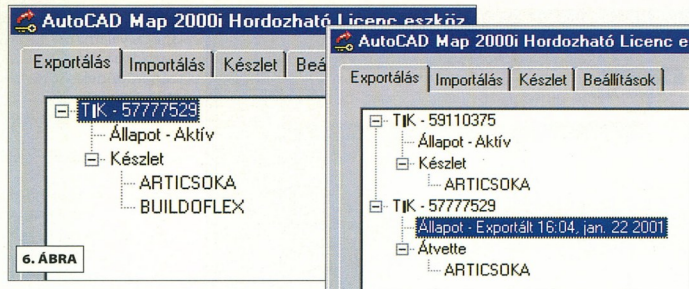 AutoCAD Map 2000i Hordozható Licenc eszköz
Exportálás Importálás Készlet Beá
TIK - 57777529
Állapot - Aktív
Készlet
ARTICSOKA
BUILDOFLEX
6. ÁBRA
AutoCAD Map 2000i Hordozható Licenc e
Exportálás Importálás Készlet Beállítások
TIK - 59110375
Állapot - Aktív
Készlet
ARTICSOKA
TIK - 57777529
Állapot - Exportált 16:04, jan. 22 2001
Átvette
ARTICSOKA